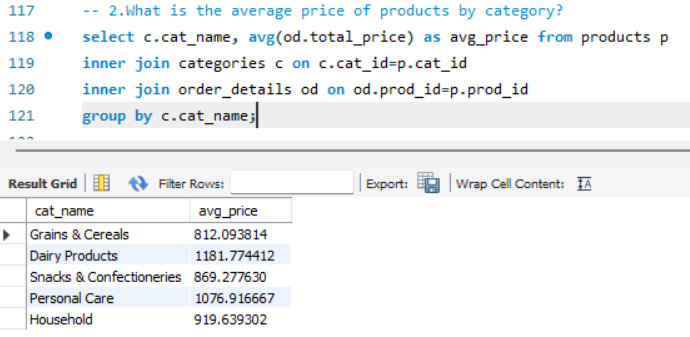 117 -- 2.What is the average price of products by category?
118 select c.cat_name, avg(od.total_price) as avg_price from products p
119 inner join categories c on c.cat_id=p.cat_id
120 inner join order_details od on od.prod_id=p.prod_id
121 group by c.cat_name;
Result Grid Filter Rows: Export: Wrap Cell Content: IA
cat_name avg_price
Grains & Cereals 812.093814
Dairy Products 1181.774412
Snacks & Confectioneries 869.277630
Personal Care 1076.916667
Household 919.639302